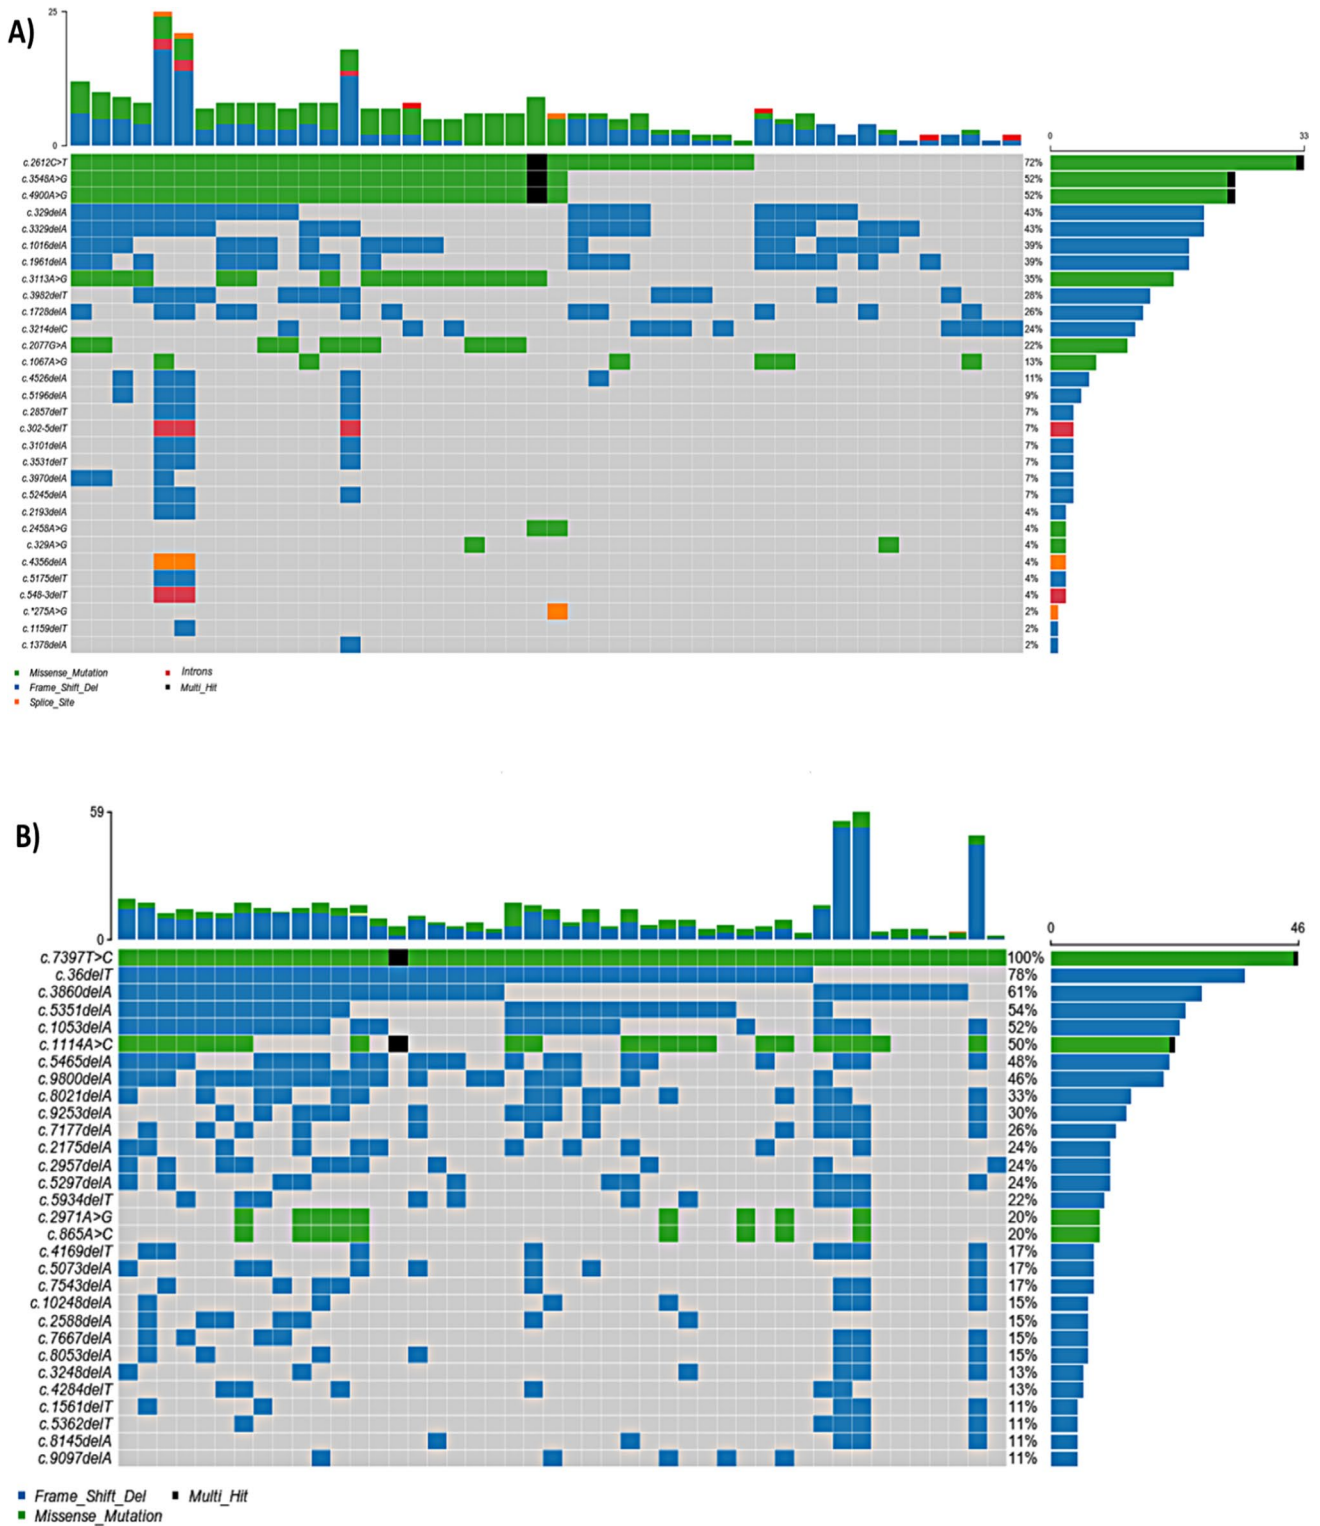 A)
25
0
0 33
c.2612C>T 72%
c.3548A>G 52%
c.4900A>G 52%
c.329delA 43%
c.3329delA 43%
c.1016delA 39%
c.1961delA 39%
c.3113A>G 35%
c.3982delT 28%
c.1728delA 26%
c.3214delC 24%
c.2077G>A 22%
c.1067A>G 13%
c.4526delA 11%
c.5196delA 9%
c.2857delT 7%
c.302-5delT 7%
c.3101delA 7%
c.3531delT 7%
c.3970delA 7%
c.5245delA 7%
c.2193delA 4%
c.2458A>G 4%
c.329A>G 4%
c.4356delA 4%
c.5175delT 4%
c.548-3delT 4%
c.*275A>G 2%
c.1159delT 2%
c.1378delA 2%
Missense_Mutation Introns
Frame_Shift_Del Multi_Hit
Splice_Site
B)
59
0
0 46
c.7397T>C 100%
c.36delT 78%
c.3860delA 61%
c.5351delA 54%
c.1053delA 52%
c.1114A>C 50%
c.5465delA 48%
c.9800delA 46%
c.8021delA 33%
c.9253delA 30%
c.7177delA 26%
c.2175delA 24%
c.2957delA 24%
c.5297delA 24%
c.5934delT 22%
c.2971A>G 20%
c.865A>C 20%
c.4169delT 17%
c.5073delA 17%
c.7543delA 17%
c.10248delA 15%
c.2588delA 15%
c.7667delA 15%
c.8053delA 15%
c.3248delA 13%
c.4284delT 13%
c.1561delT 11%
c.5362delT 11%
c.8145delA 11%
c.9097delA 11%
Frame_Shift_Del Multi_Hit
Missense_Mutation